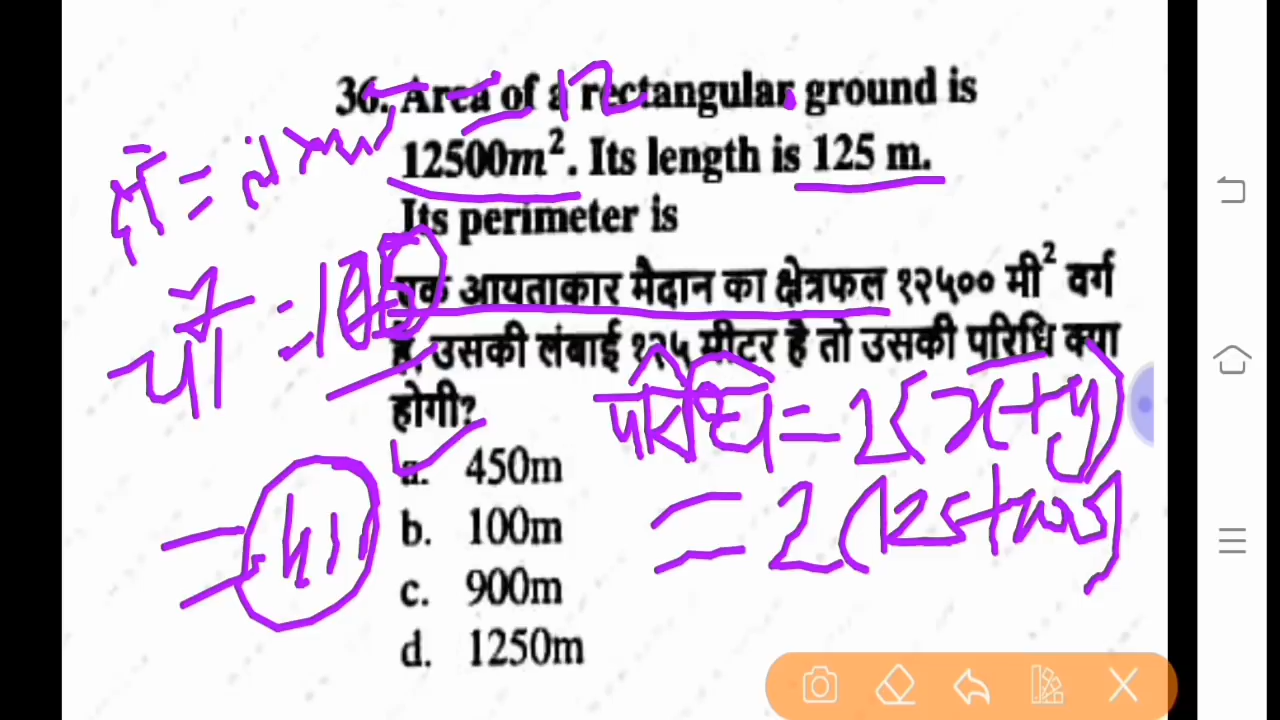 36. Area of a rectangular ground is
12500m². Its length is 125 m.
Its perimeter is
एक आयताकार मैदान का क्षेत्रफल १२५०० मी² वर्ग
है, उसकी लंबाई १२५ मीटर है तो उसकी परिधि क्या
होगी?
a. 450m
b. 100m
c. 900m
d. 1250m
= 12
परिधि = 2(x+y)
= 2(125+100)